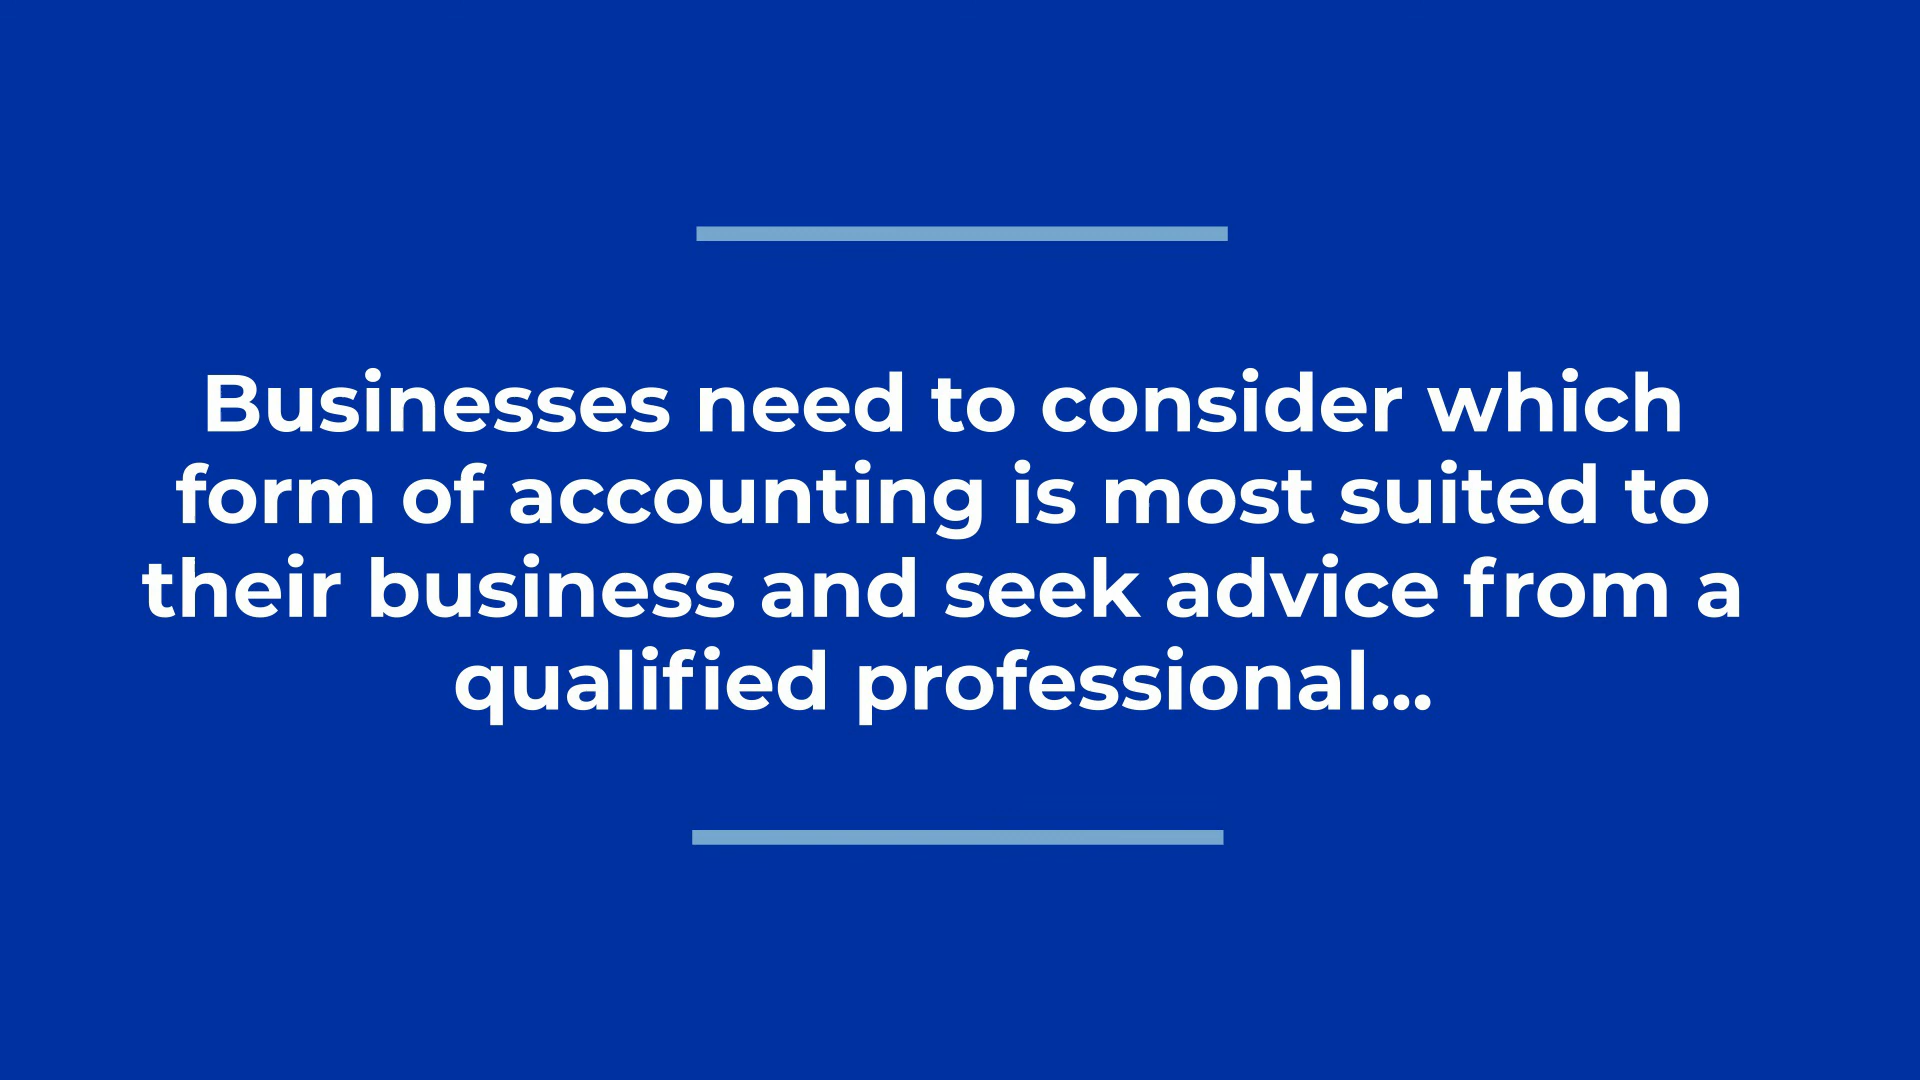 Businesses need to consider which
form of accounting is most suited to
their business and seek advice from a
qualified professional...